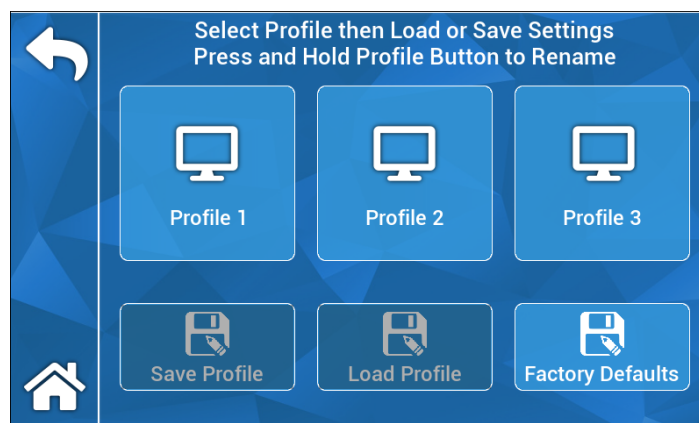 Select Profile then Load or Save Settings
Press and Hold Profile Button to Rename
Profile 1
Profile 2
Profile 3
Save Profile
Load Profile
Factory Defaults